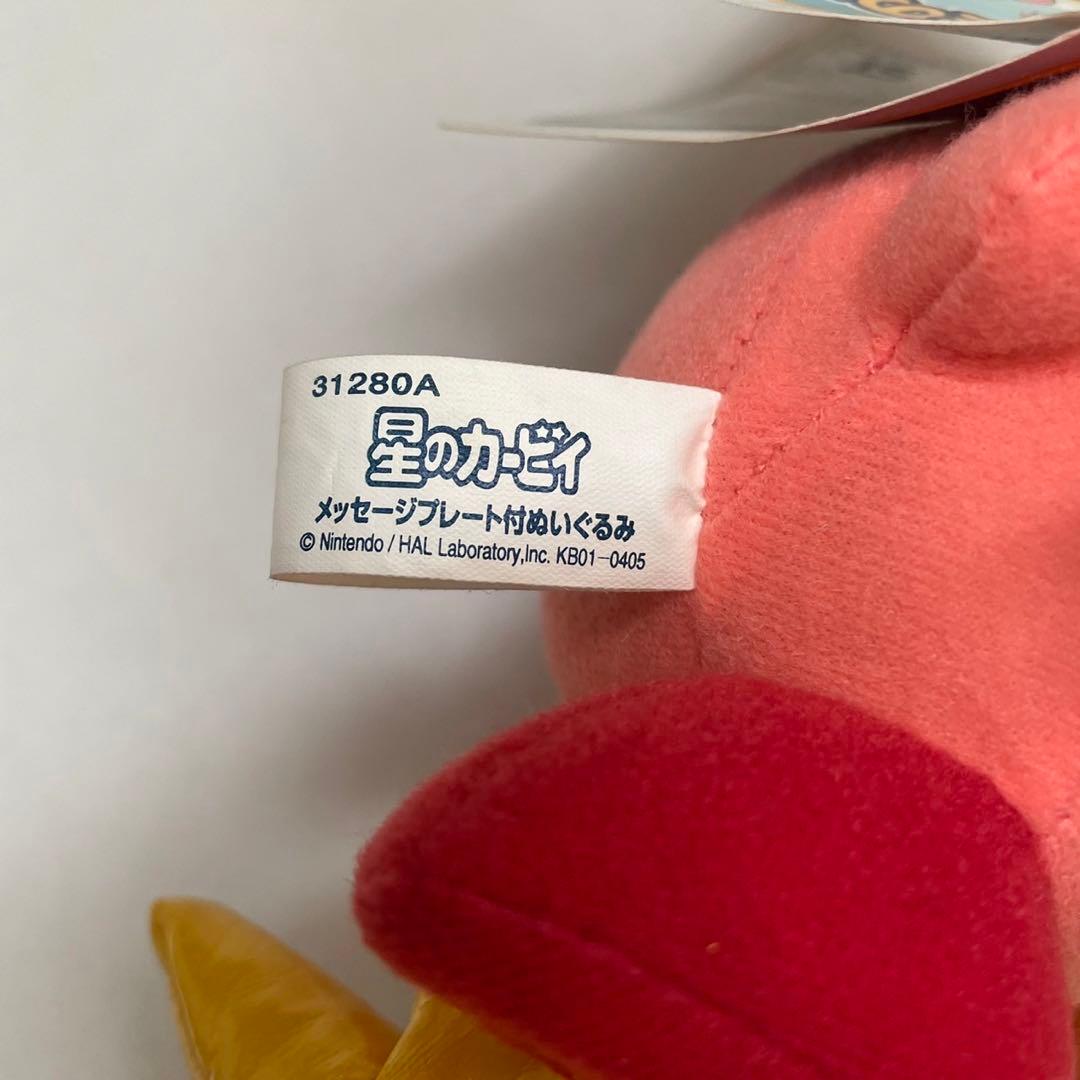 31280A
星のカービィ
メッセージプレート付ぬいぐるみ
© Nintendo / HAL Laboratory,Inc. KB01-0405